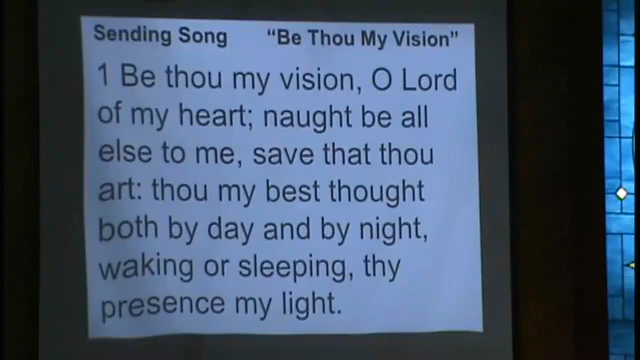 Sending Song “Be Thou My Vision”
1 Be thou my vision, O Lord
of my heart; naught be all
else to me, save that thou
art: thou my best thought
both by day and by night,
waking or sleeping, thy
presence my light.